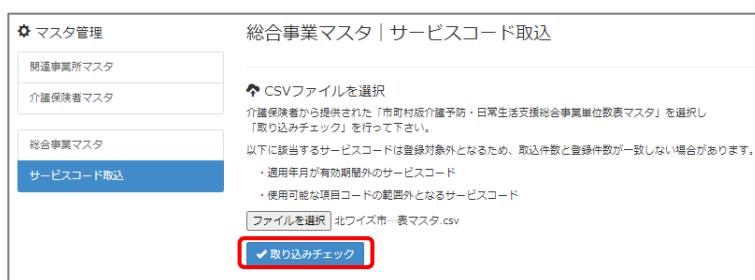 マスタ管理
関連事業所マスタ
介護保険者マスタ
総合事業マスタ
サービスコード取込
総合事業マスタ｜サービスコード取込
CSVファイルを選択
介護保険者から提供された「市町村版介護予防・日常生活支援総合事業単位数表マスタ」を選択し
「取り込みチェック」を行って下さい。
以下に該当するサービスコードは登録対象外となるため、取込件数と登録件数が一致しない場合があります。
・適用年月が有効期間外のサービスコード
・使用可能な項目コードの範囲外となるサービスコード
ファイルを選択 北ワイズ市…表マスタ.csv
取り込みチェック